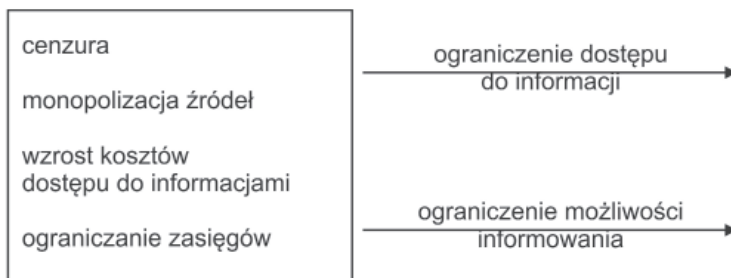 cenzura
monopolizacja źródeł
wzrost kosztów
dostępu do informacjami
ograniczanie zasięgów
ograniczenie dostępu
do informacji
ograniczenie możliwości
informowania